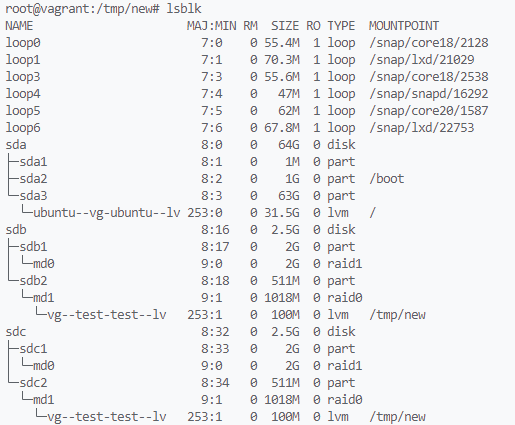 root@vagrant:/tmp/new# lsblk
NAME                      MAJ:MIN RM  SIZE RO TYPE  MOUNTPOINT
loop0                       7:0    0 55.4M  1 loop  /snap/core18/2128
loop1                       7:1    0 70.3M  1 loop  /snap/lxd/21029
loop3                       7:3    0 55.6M  1 loop  /snap/core18/2538
loop4                       7:4    0   47M  1 loop  /snap/snapd/16292
loop5                       7:5    0   62M  1 loop  /snap/core20/1587
loop6                       7:6    0 67.8M  1 loop  /snap/lxd/22753
sda                         8:0    0   64G  0 disk
├─sda1                      8:1    0    1M  0 part
├─sda2                      8:2    0    1G  0 part  /boot
└─sda3                      8:3    0   63G  0 part
  └─ubuntu--vg-ubuntu--lv 253:0    0 31.5G  0 lvm   /
sdb                         8:16   0  2.5G  0 disk
├─sdb1                      8:17   0    2G  0 part
│ └─md0                     9:0    0    2G  0 raid1
└─sdb2                      8:18   0  511M  0 part
  └─md1                     9:1    0 1018M  0 raid0
    └─vg--test-test--lv   253:1    0  100M  0 lvm   /tmp/new
sdc                         8:32   0  2.5G  0 disk
├─sdc1                      8:33   0    2G  0 part
│ └─md0                     9:0    0    2G  0 raid1
└─sdc2                      8:34   0  511M  0 part
  └─md1                     9:1    0 1018M  0 raid0
    └─vg--test-test--lv   253:1    0  100M  0 lvm   /tmp/new